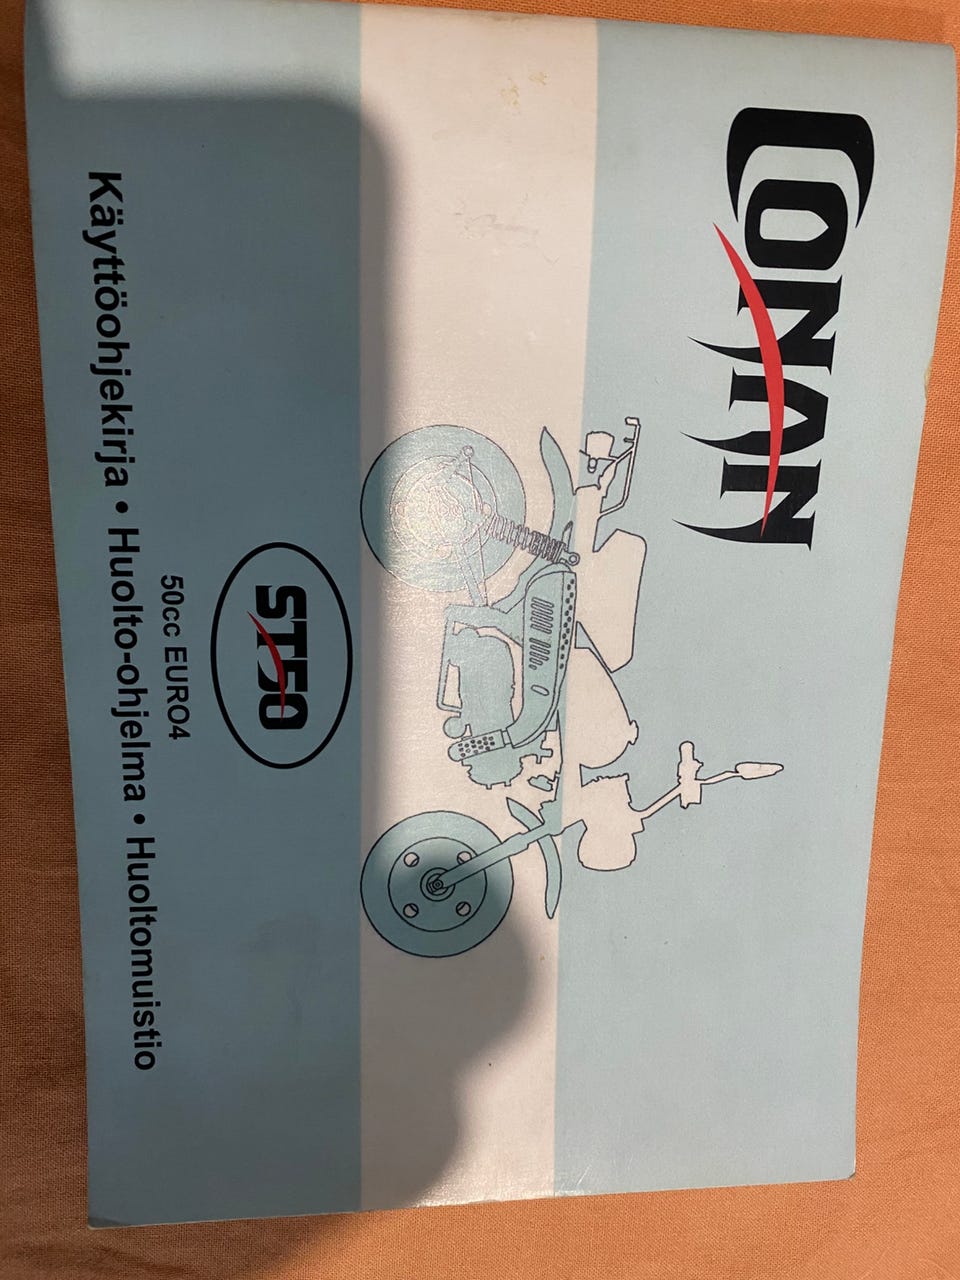 CONAN
ST50
50cc EURO4
Käyttöohjekirja • Huolto-ohjelma • Huoltomuistio